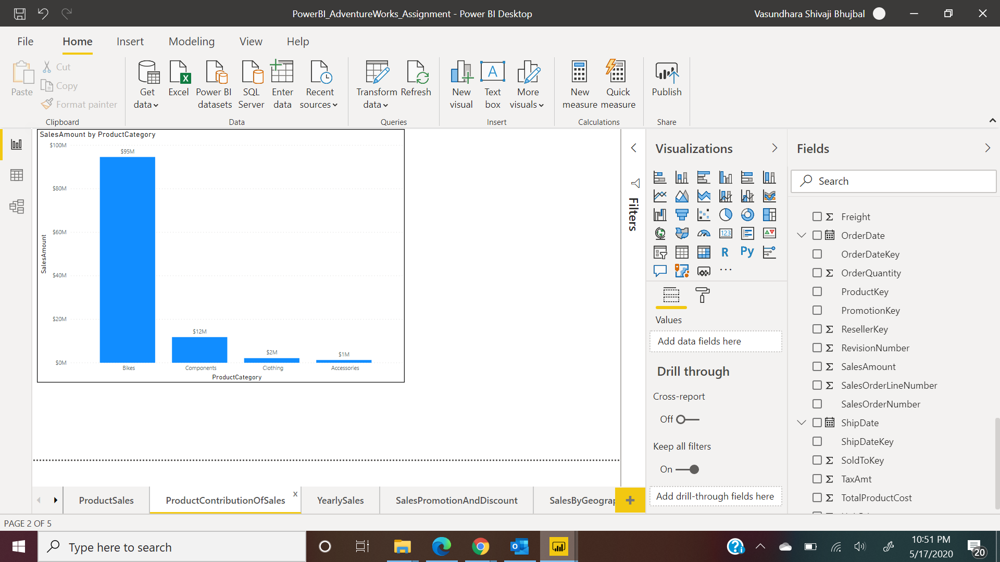 PowerBI_AdventureWorks_Assignment - Power BI Desktop
Vasundhara Shivaji Bhujbal
File Home Insert Modeling View Help
Paste
Cut
Copy
Format painter
Clipboard
Get data
Excel
Power BI datasets
SQL Server
Enter data
Recent sources
Data
Transform data
Refresh
Queries
New visual
Text box
More visuals
Insert
New measure
Quick measure
Calculations
Publish
Share
SalesAmount by ProductCategory
$100M
$80M
$60M
$40M
$20M
$0M
SalesAmount
$95M
$12M
$2M
$1M
Bikes Components Clothing Accessories
ProductCategory
Filters
Visualizations
123
R
Py
Values
Add data fields here
Drill through
Cross-report
Off
Keep all filters
On
Add drill-through fields here
Fields
Search
Freight
OrderDate
OrderDateKey
OrderQuantity
ProductKey
PromotionKey
ResellerKey
RevisionNumber
SalesAmount
SalesOrderLineNumber
SalesOrderNumber
ShipDate
ShipDateKey
SoldToKey
TaxAmt
TotalProductCost
ProductSales ProductContributionOfSales x YearlySales SalesPromotionAndDiscount SalesByGeograp
PAGE 2 OF 5
Type here to search
10:51 PM
5/17/2020
20